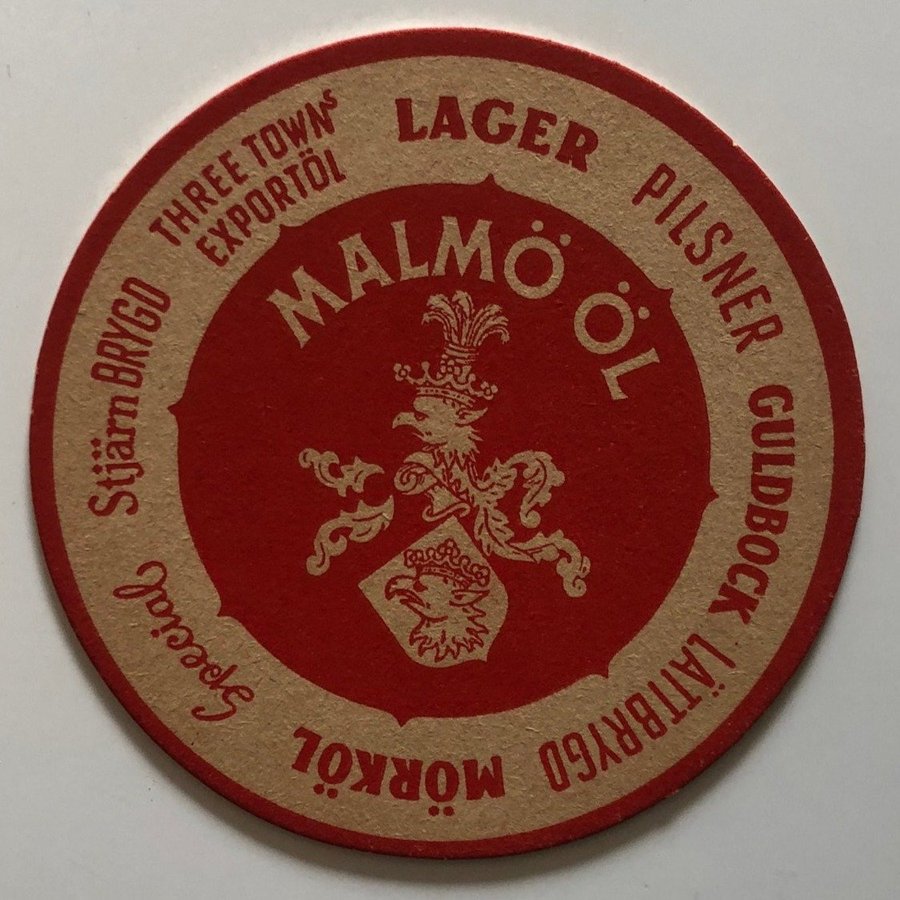 MALMÖ ÖL
LAGER
PILSNER
GULDBOCK
LÄTTBRYGD
MÖRKÖL
Special
Stjärn BRYGD
THREE TOWNs
EXPORTÖL